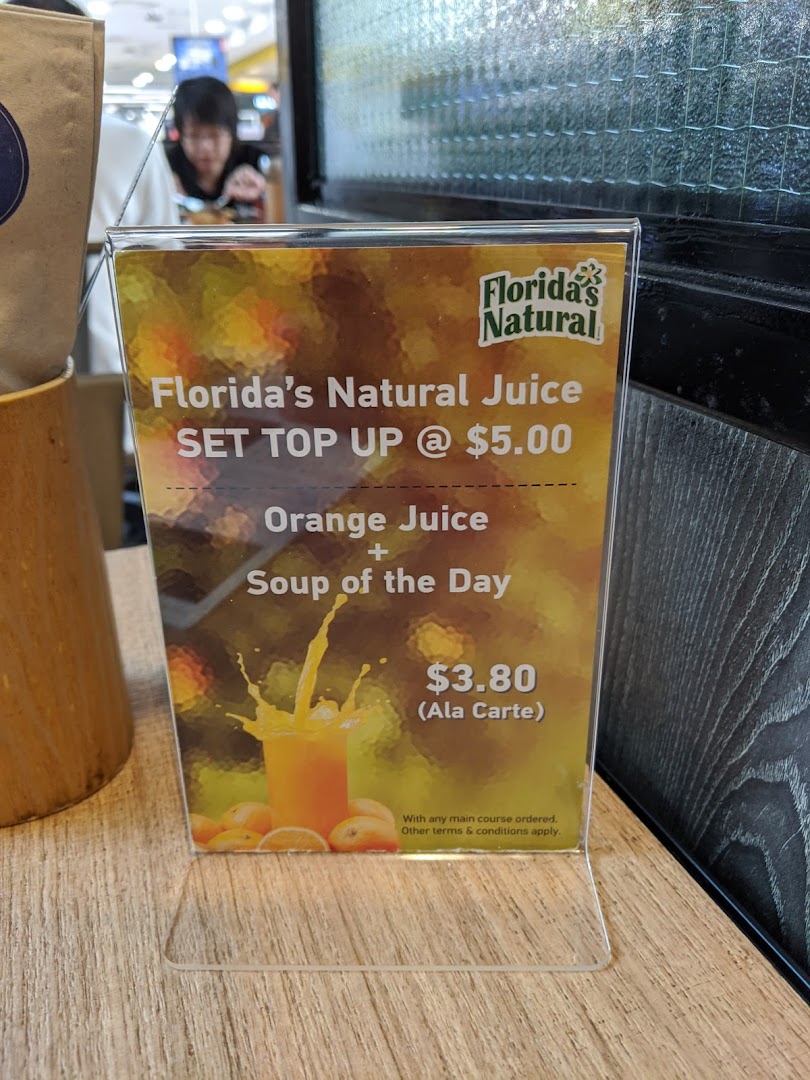 Florida's
Natural
Florida's Natural Juice
SET TOP UP @ $5.00
Orange Juice
+
Soup of the Day
$3.80
(Ala Carte)
With any main course ordered.
Other terms & conditions apply.